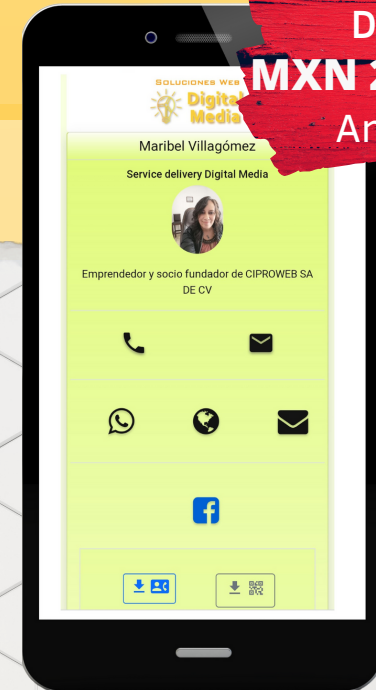 D
MXN 2
An
SOLUCIONES WEB
Digital
Media
Maribel Villagómez
Service delivery Digital Media
Emprendedor y socio fundador de CIPROWEB SA
DE CV